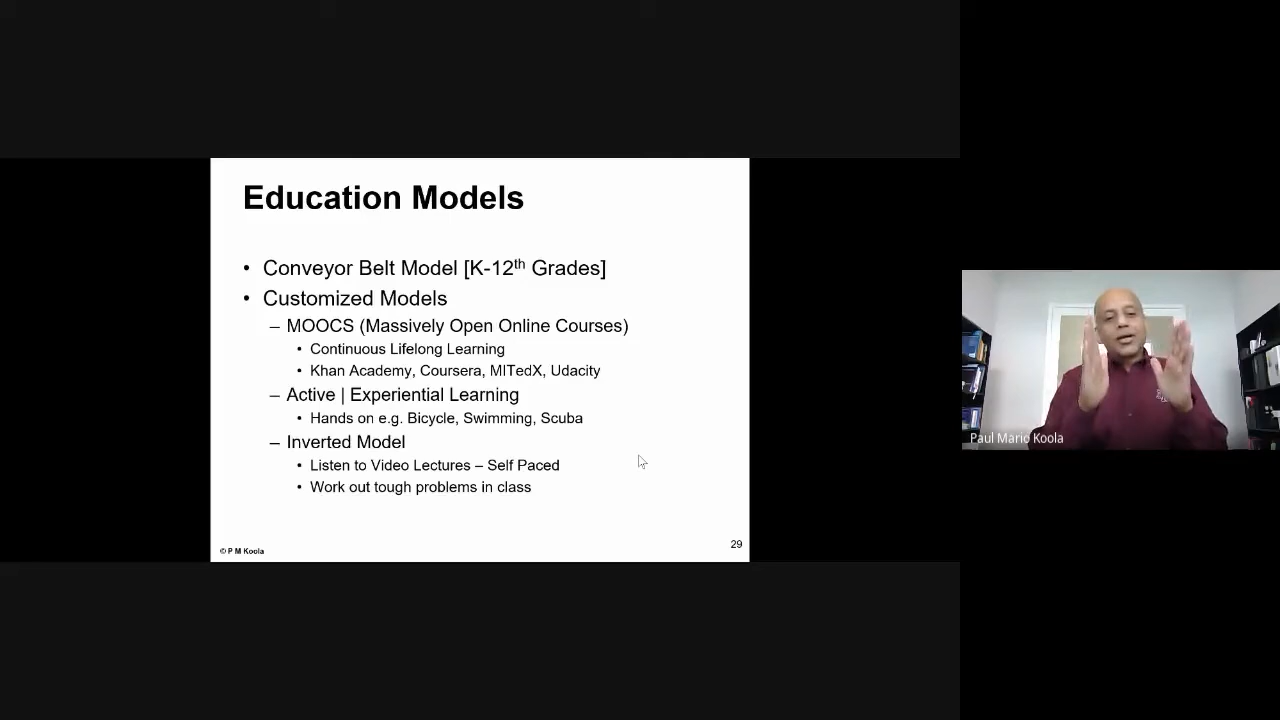 Education Models
• Conveyor Belt Model [K-12th Grades]
• Customized Models
– MOOCS (Massively Open Online Courses)
• Continuous Lifelong Learning
• Khan Academy, Coursera, MITedX, Udacity
– Active | Experiential Learning
• Hands on e.g. Bicycle, Swimming, Scuba
– Inverted Model
• Listen to Video Lectures – Self Paced
• Work out tough problems in class
© P M Koola
29
Paul Mario Koola